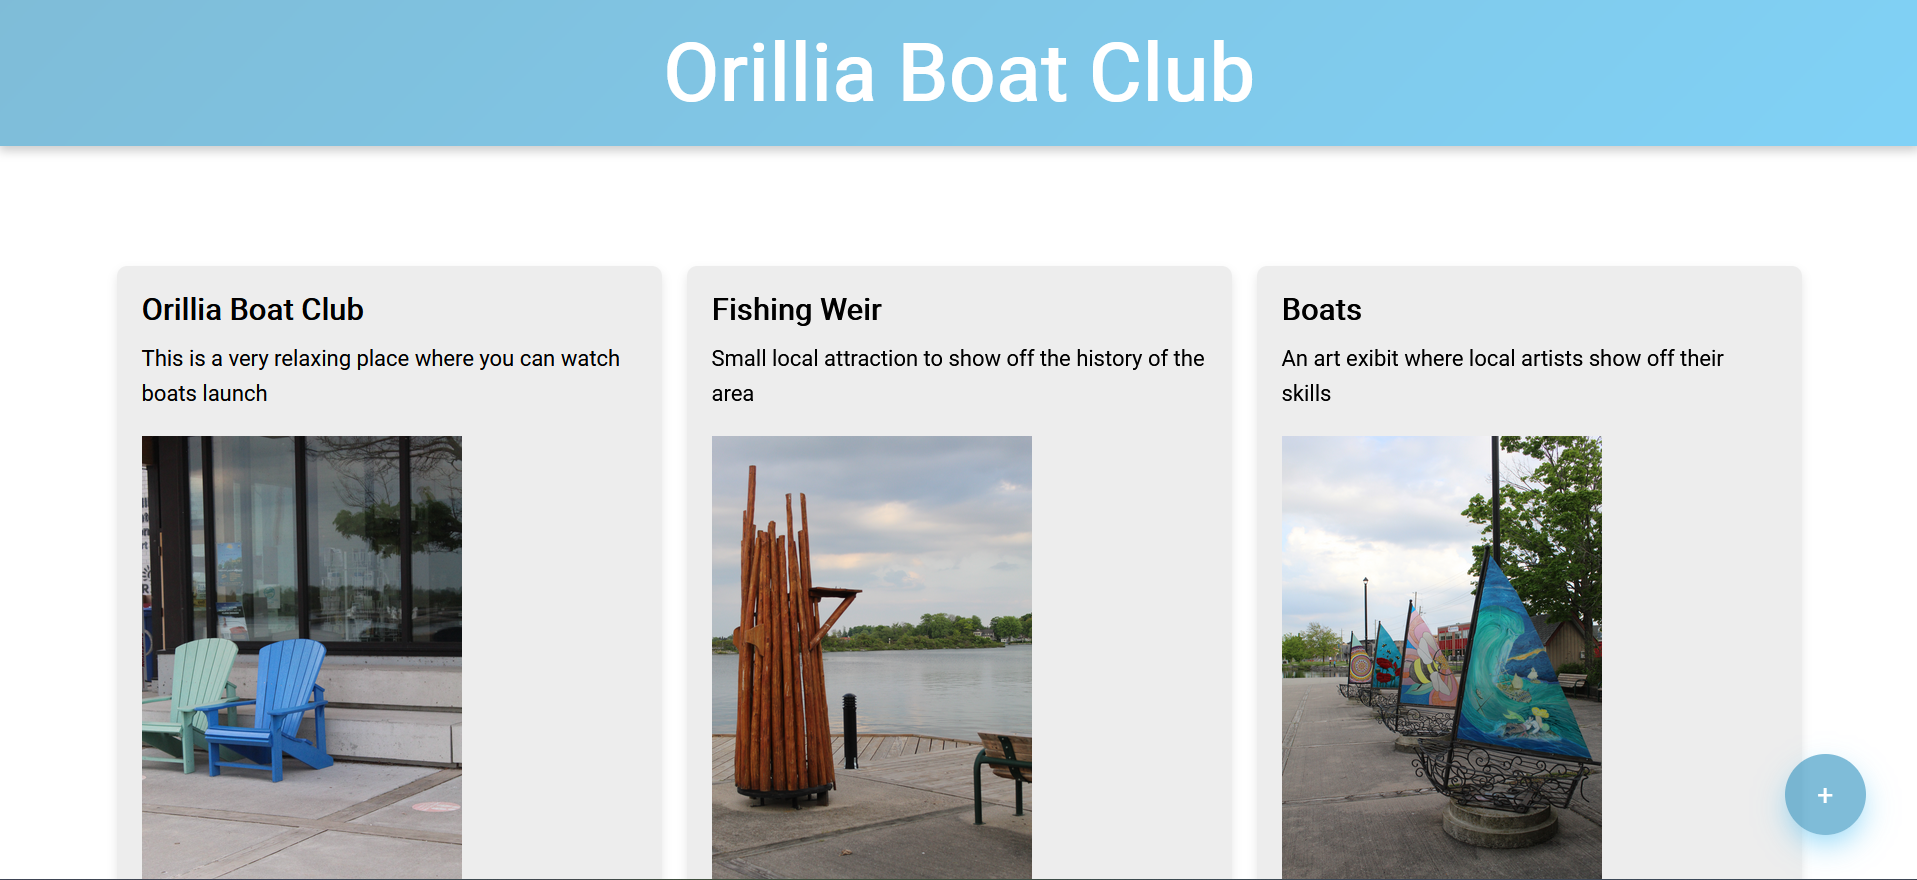 Orillia Boat Club
Orillia Boat Club
This is a very relaxing place where you can watch
boats launch
Fishing Weir
Small local attraction to show off the history of the
area
Boats
An art exibit where local artists show off their
skills
+